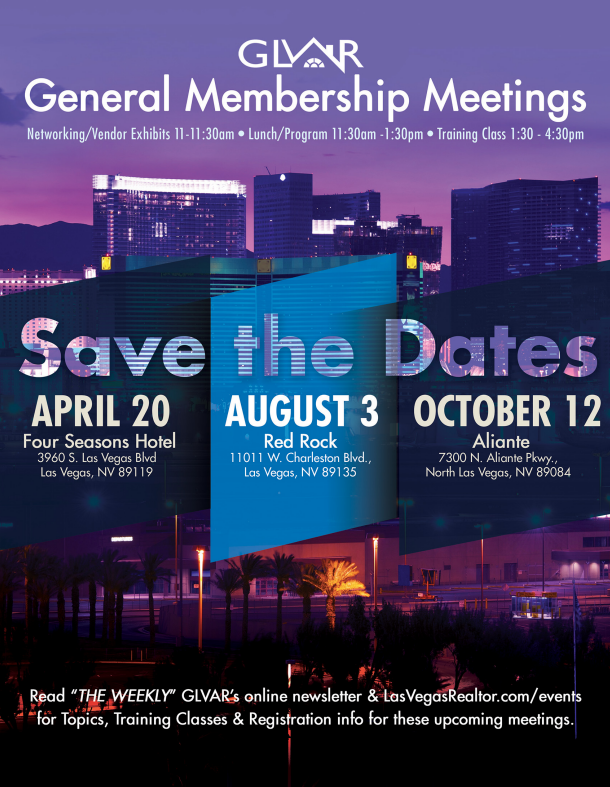 GLVAR
General Membership Meetings
Networking/Vendor Exhibits 11-11:30am • Lunch/Program 11:30am -1:30pm • Training Class 1:30 - 4:30pm
Save the Dates
APRIL 20
Four Seasons Hotel
3960 S. Las Vegas Blvd
Las Vegas, NV 89119
AUGUST 3
Red Rock
11011 W. Charleston Blvd.,
Las Vegas, NV 89135
OCTOBER 12
Aliante
7300 N. Aliante Pkwy.,
North Las Vegas, NV 89084
Read “THE WEEKLY” GLVAR’s online newsletter & LasVegasRealtor.com/events
for Topics, Training Classes & Registration info for these upcoming meetings.